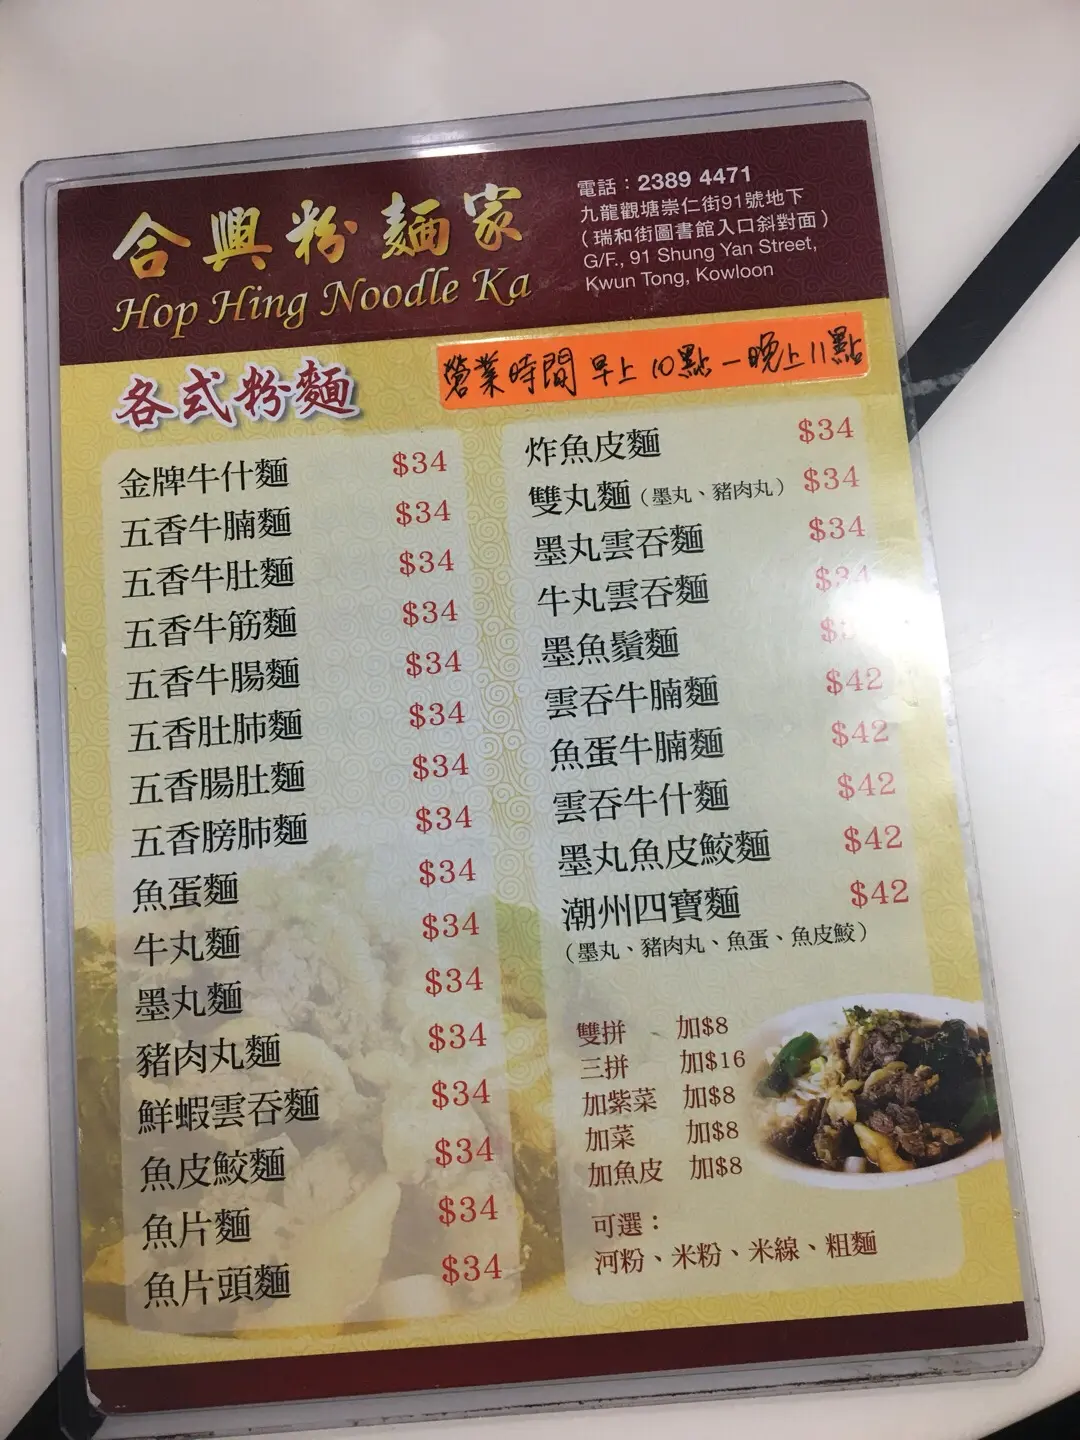 合興粉麵家
Hop Hing Noodle Ka
電話：2389 4471
九龍觀塘崇仁街91號地下
（瑞和街圖書館入口斜對面）
G/F., 91 Shung Yan Street,
Kwun Tong, Kowloon
各式粉麵
營業時間 早上10點－晚上11點
金牌牛什麵 $34
五香牛腩麵 $34
五香牛肚麵 $34
五香牛筋麵 $34
五香牛腸麵 $34
五香肚肺麵 $34
五香腸肚麵 $34
五香膀肺麵 $34
魚蛋麵 $34
牛丸麵 $34
墨丸麵 $34
豬肉丸麵 $34
鮮蝦雲吞麵 $34
魚皮鮫麵 $34
魚片麵 $34
魚片頭麵 $34
炸魚皮麵 $34
雙丸麵（墨丸、豬肉丸） $34
墨丸雲吞麵 $34
牛丸雲吞麵 $34
墨魚鬚麵
雲吞牛腩麵 $42
魚蛋牛腩麵 $42
雲吞牛什麵 $42
墨丸魚皮鮫麵 $42
潮州四寶麵 $42
（墨丸、豬肉丸、魚蛋、魚皮鮫）
雙拼 加$8
三拼 加$16
加紫菜 加$8
加菜 加$8
加魚皮 加$8
可選：
河粉、米粉、米線、粗麵